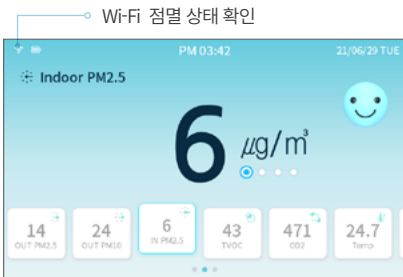 Wi-Fi 점멸 상태 확인
PM 03:42
21/06/29 TUE
Indoor PM2.5
6 μg/m³
14
OUT PM2.5
24
OUT PM10
6
IN PM2.5
43
TVOC
471
CO2
24.7
Temp